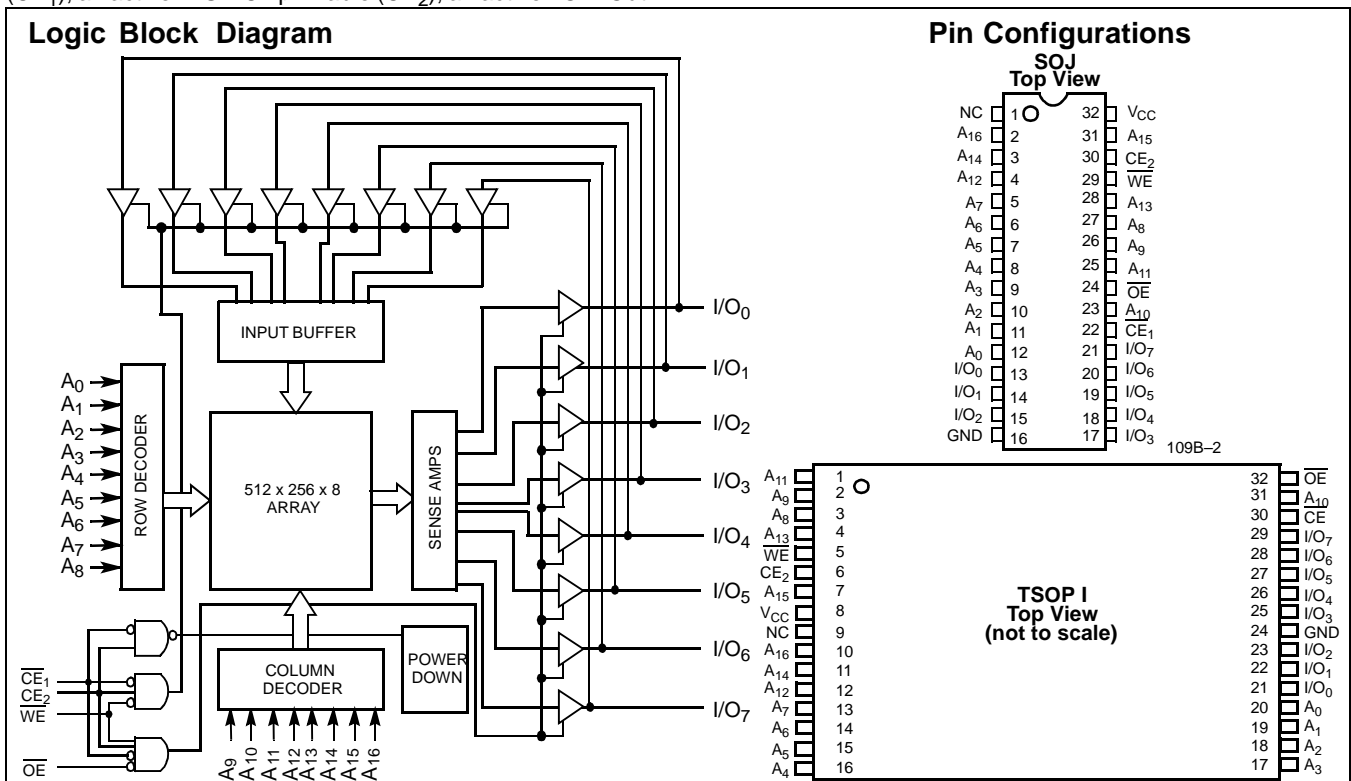 Logic Block Diagram
Pin Configurations
SOJ
Top View
NC 1 32 VCC
A16 2 31 A15
A14 3 30 CE2
A12 4 29 WE
A7 5 28 A13
A6 6 27 A8
A5 7 26 A9
A4 8 25 A11
A3 9 24 OE
A2 10 23 A10
A1 11 22 CE1
A0 12 21 I/O7
I/O0 13 20 I/O6
I/O1 14 19 I/O5
I/O2 15 18 I/O4
GND 16 17 I/O3
109B–2
INPUT BUFFER
A0
A1
A2
A3
A4
A5
A6
A7
A8
ROW DECODER
512 x 256 x 8
ARRAY
SENSE AMPS
I/O0
I/O1
I/O2
I/O3
I/O4
I/O5
I/O6
I/O7
COLUMN
DECODER
POWER
DOWN
CE1
CE2
WE
OE
A9
A10
A11
A12
A13
A14
A15
A16
TSOP I
Top View
(not to scale)
A11 1 32 OE
A9 2 31 A10
A8 3 30 CE
A13 4 29 I/O7
WE 5 28 I/O6
CE2 6 27 I/O5
A15 7 26 I/O4
VCC 8 25 I/O3
NC 9 24 GND
A16 10 23 I/O2
A14 11 22 I/O1
A12 12 21 I/O0
A7 13 20 A0
A6 14 19 A1
A5 15 18 A2
A4 16 17 A3